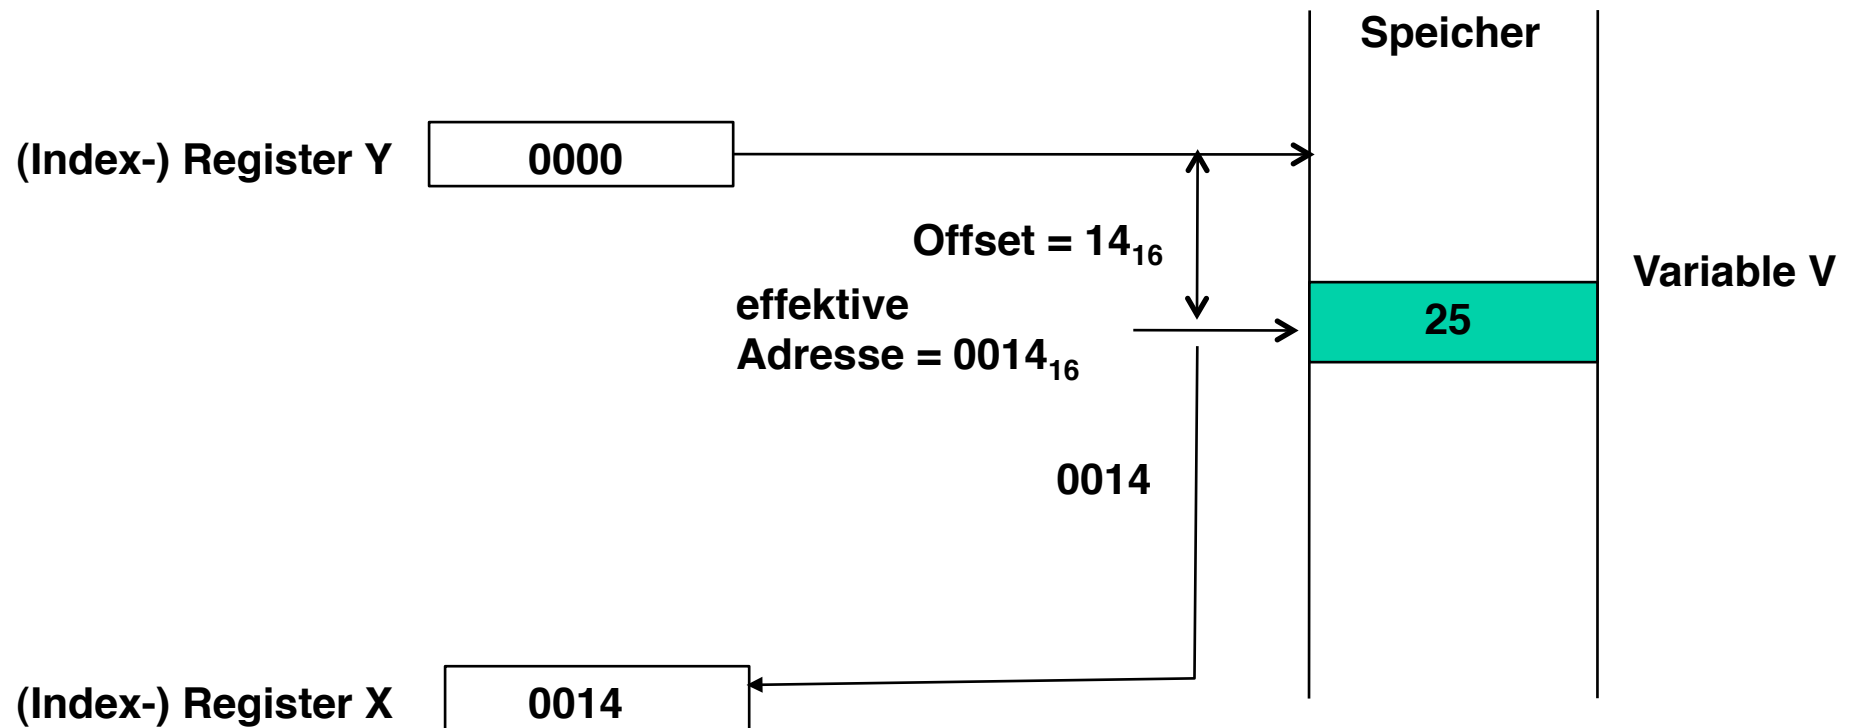 Speicher
(Index-) Register Y
0000
Offset = 14₁₆
Variable V
effektive
Adresse = 0014₁₆
25
0014
(Index-) Register X
0014